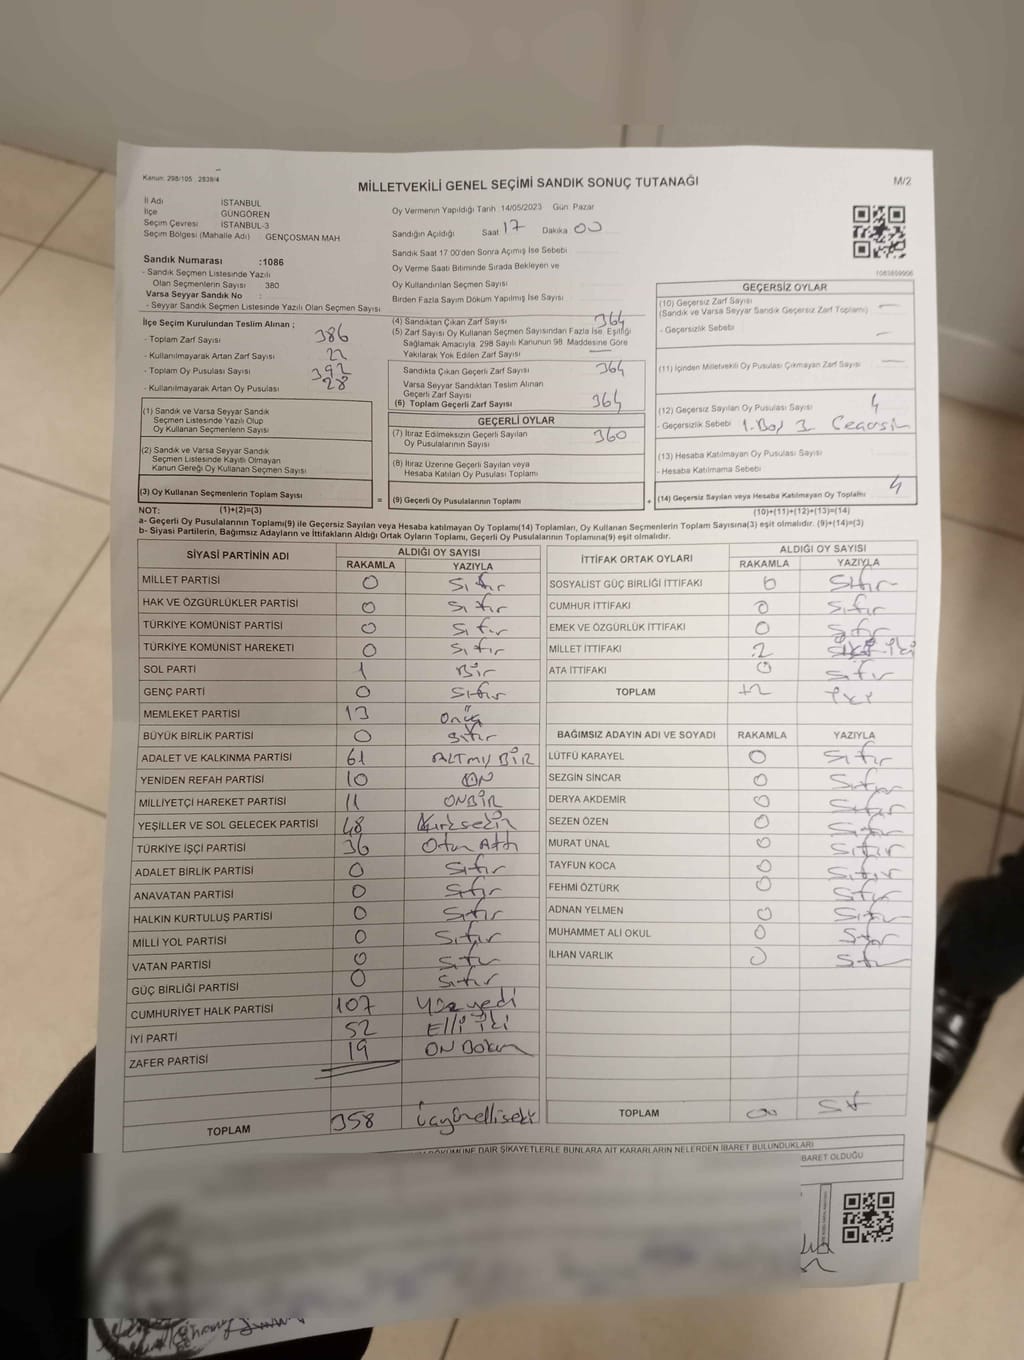 Kanun: 298/105 2839/4
MİLLETVEKİLİ GENEL SEÇİMİ SANDIK SONUÇ TUTANAĞI
M/2
İl Adı İSTANBUL
İlçe GÜNGÖREN
Seçim Çevresi İSTANBUL-3
Seçim Bölgesi (Mahalle Adı) GENÇOSMAN MAH
Sandık Numarası :1086
- Sandık Seçmen Listesinde Yazılı
Olan Seçmenlerin Sayısı 380
Varsa Seyyar Sandık No :
- Seyyar Sandık Seçmen Listesinde Yazılı Olan Seçmen Sayısı
Oy Vermenin Yapıldığı Tarih 14/05/2023 Gün: Pazar
Sandığın Açıldığı Saat 17 Dakika 00
Sandık Saat 17 00'den Sonra Açımış İse Sebebi
Oy Verme Saati Bitiminde Sırada Bekleyen ve
Oy Kullandırılan Seçmen Sayısı
Birden Fazla Sayım Döküm Yapılmış İse Sayısı
1083859906
İlçe Seçim Kurulundan Teslim Alınan ;
- Toplam Zarf Sayısı 386
- Kullanılmayarak Artan Zarf Sayısı 22
- Toplam Oy Pusulası Sayısı 392
- Kullanılmayarak Artan Oy Pusulası 28
(1) Sandık ve Varsa Seyyar Sandık
Seçmen Listesinde Yazılı Olup
Oy Kullanan Seçmenlerin Sayısı
(2) Sandık ve Varsa Seyyar Sandık
Seçmen Listesinde Kayıtlı Olmayan
Kanun Gereği Oy Kullanan Seçmen Sayısı
(3) Oy Kullanan Seçmenlerin Toplam Sayısı
(4) Sandıktan Çıkan Zarf Sayısı 364
(5) Zarf Sayısı Oy Kullanan Seçmen Sayısından Fazla İse, Eşitliği
Sağlamak Amacıyla, 298 Sayılı Kanunun 98. Maddesine Göre
Yakılarak Yok Edilen Zarf Sayısı —
Sandıkta Çıkan Geçerli Zarf Sayısı 364
Varsa Seyyar Sandıktan Teslim Alınan
Geçerli Zarf Sayısı
(6) Toplam Geçerli Zarf Sayısı 364
GEÇERLİ OYLAR
(7) İtiraz Edilmeksizin Geçerli Sayılan
Oy Pusulalarının Sayısı 360
(8) İtiraz Üzerine Geçerli Sayılan veya
Hesaba Katılan Oy Pusulası Toplamı
= (9) Geçerli Oy Pusulalarının Toplamı
GEÇERSİZ OYLAR
(10) Geçersiz Zarf Sayısı —
(Sandık ve Varsa Seyyar Sandık Geçersiz Zarf Toplamı)
- Geçersizlik Sebebi —
(11) İçinden Milletvekili Oy Pusulası Çıkmayan Zarf Sayısı —
(12) Geçersiz Sayılan Oy Pusulası Sayısı 4
- Geçersizlik Sebebi
(13) Hesaba Katılmayan Oy Pusulası Sayısı
- Hesaba Katılmama Sebebi
+ (14) Geçersiz Sayılan veya Hesaba Katılmayan Oy Toplamı 4
NOT: (1)+(2)=(3)
(10)+(11)+(12)+(13)=(14)
a- Geçerli Oy Pusulalarının Toplamı(9) ile Geçersiz Sayılan veya Hesaba katılmayan Oy Toplamı(14) Toplamları, Oy Kullanan Seçmenlerin Toplam Sayısına(3) eşit olmalıdır. (9)+(14)=(3)
b- Siyasi Partilerin, Bağımsız Adayların ve İttifakların Aldığı Ortak Oyların Toplamı, Geçerli Oy Pusulalarının Toplamına(9) eşit olmalıdır.
SİYASİ PARTİNİN ADI
ALDIĞI OY SAYISI
RAKAMLA YAZIYLA
MİLLET PARTİSİ 0 Sıfır
HAK VE ÖZGÜRLÜKLER PARTİSİ 0 Sıfır
TÜRKİYE KOMÜNİST PARTİSİ 0 Sıfır
TÜRKİYE KOMÜNİST HAREKETİ 0 Sıfır
SOL PARTİ 1 Bir
GENÇ PARTİ 0 Sıfır
MEMLEKET PARTİSİ 13 Onüç
BÜYÜK BİRLİK PARTİSİ 0 Sıfır
ADALET VE KALKINMA PARTİSİ 61 ALTMIŞ BİR
YENİDEN REFAH PARTİSİ 10 ON
MİLLİYETÇİ HAREKET PARTİSİ 11 ONBİR
YEŞİLLER VE SOL GELECEK PARTİSİ 48 Kırksekiz
TÜRKİYE İŞÇİ PARTİSİ 36 Otuz Altı
ADALET BİRLİK PARTİSİ 0 Sıfır
ANAVATAN PARTİSİ 0 Sıfır
HALKIN KURTULUŞ PARTİSİ 0 Sıfır
MİLLİ YOL PARTİSİ 0 Sıfır
VATAN PARTİSİ 0 Sıfır
GÜÇ BİRLİĞİ PARTİSİ 0 Sıfır
CUMHURİYET HALK PARTİSİ 107 Yüzyedi
İYİ PARTİ 52 Elli İki
ZAFER PARTİSİ 19 ON Dokuz
TOPLAM 358 Üçyüzellisekiz
İTTİFAK ORTAK OYLARI
ALDIĞI OY SAYISI
RAKAMLA YAZIYLA
SOSYALİST GÜÇ BİRLİĞİ İTTİFAKI 0 Sıfır
CUMHUR İTTİFAKI 0 Sıfır
EMEK VE ÖZGÜRLÜK İTTİFAKI 0 Sıfır
MİLLET İTTİFAKI 2 İki
ATA İTTİFAKI 0 Sıfır
TOPLAM +2 İki
BAĞIMSIZ ADAYIN ADI VE SOYADI RAKAMLA YAZIYLA
LÜTFÜ KARAYEL 0 Sıfır
SEZGİN SİNCAR 0 Sıfır
DERYA AKDEMİR 0 Sıfır
SEZEN ÖZEN 0 Sıfır
MURAT ÜNAL 0 Sıfır
TAYFUN KOCA 0 Sıfır
FEHMİ ÖZTÜRK 0 Sıfır
ADNAN YELMEN 0 Sıfır
MUHAMMET ALİ OKUL 0 Sıfır
İLHAN VARLIK 0 Sıfır
TOPLAM 00
DÖKÜMÜNE DAİR ŞİKAYETLERLE BUNLARA AİT KARARLARIN NELERDEN İBARET BULUNDUKLARI
BARET OLDUĞU